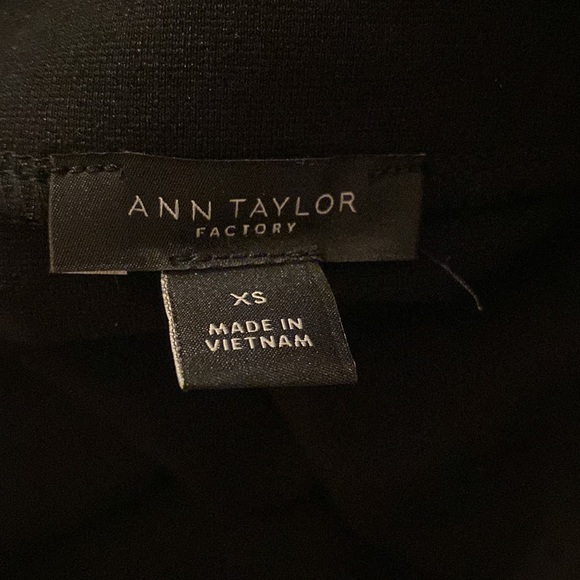 ANN TAYLOR
FACTORY
XS
MADE IN
VIETNAM